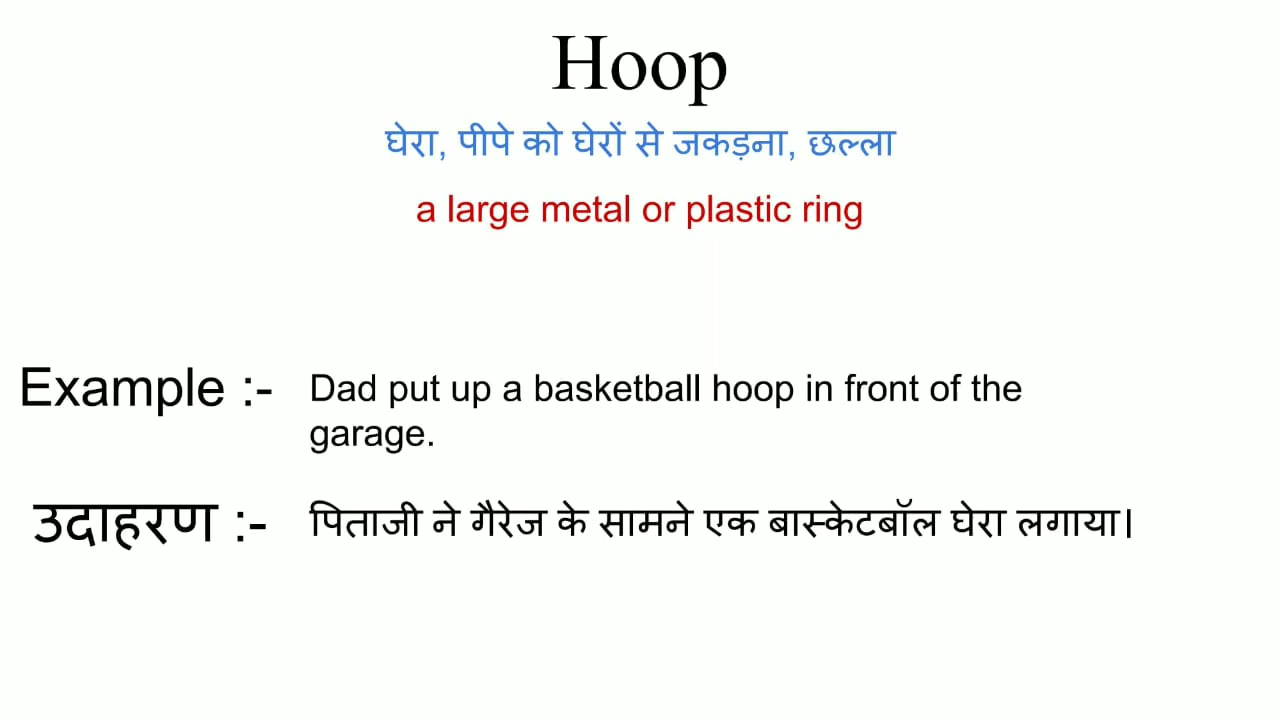 Hoop
घेरा, पीपे को घेरों से जकड़ना, छल्ला
a large metal or plastic ring
Example :- Dad put up a basketball hoop in front of the
garage.
उदाहरण :- पिताजी ने गैरेज के सामने एक बास्केटबॉल घेरा लगाया।